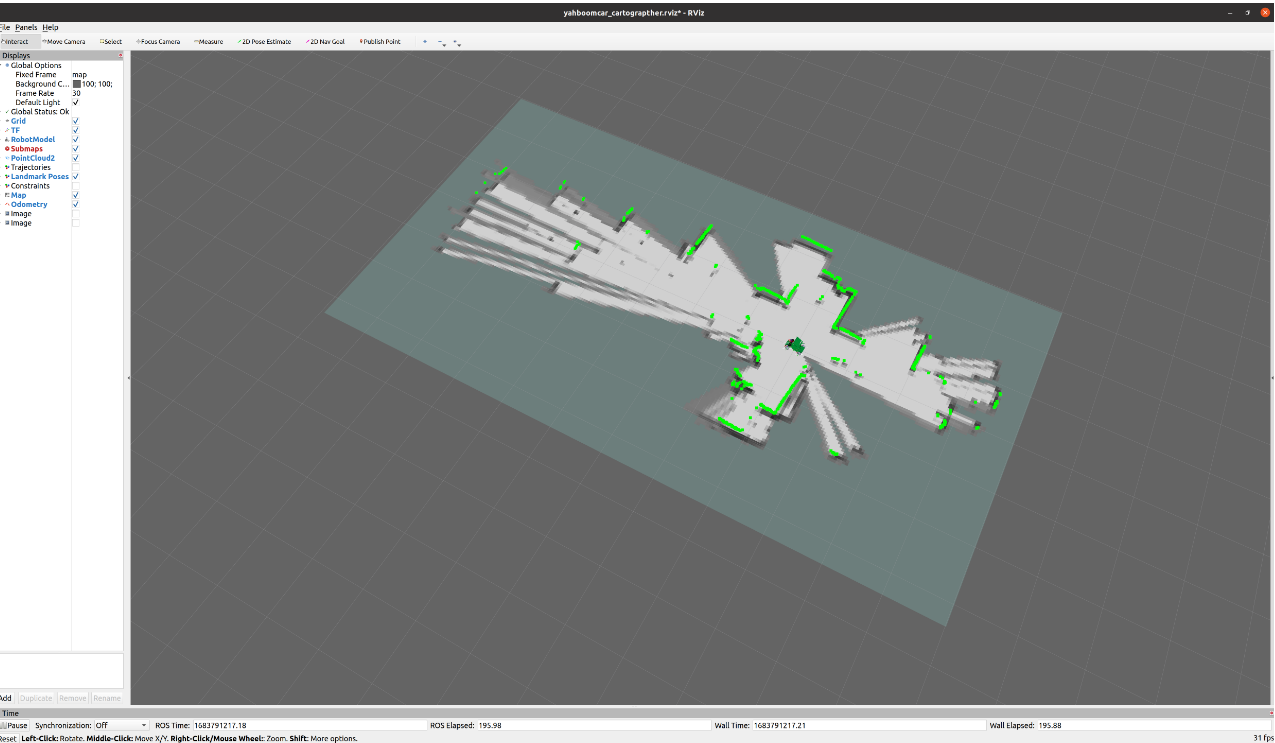 yahboomcar_cartograpther.rviz* - RViz
File Panels Help
Interact Move Camera Select Focus Camera Measure 2D Pose Estimate 2D Nav Goal Publish Point
Displays
Global Options
Fixed Frame map
Background C... 100; 100;
Frame Rate 30
Default Light
Global Status: Ok
Grid
TF
RobotModel
Submaps
PointCloud2
Trajectories
Landmark Poses
Constraints
Map
Odometry
Image
Image
Add Duplicate Remove Rename
Time
Pause Synchronization: Off ROS Time: 1683791217.18 ROS Elapsed: 195.98 Wall Time: 1683791217.21 Wall Elapsed: 195.88
Reset Left-Click: Rotate. Middle-Click: Move X/Y. Right-Click/Mouse Wheel:: Zoom. Shift: More options. 31 fps